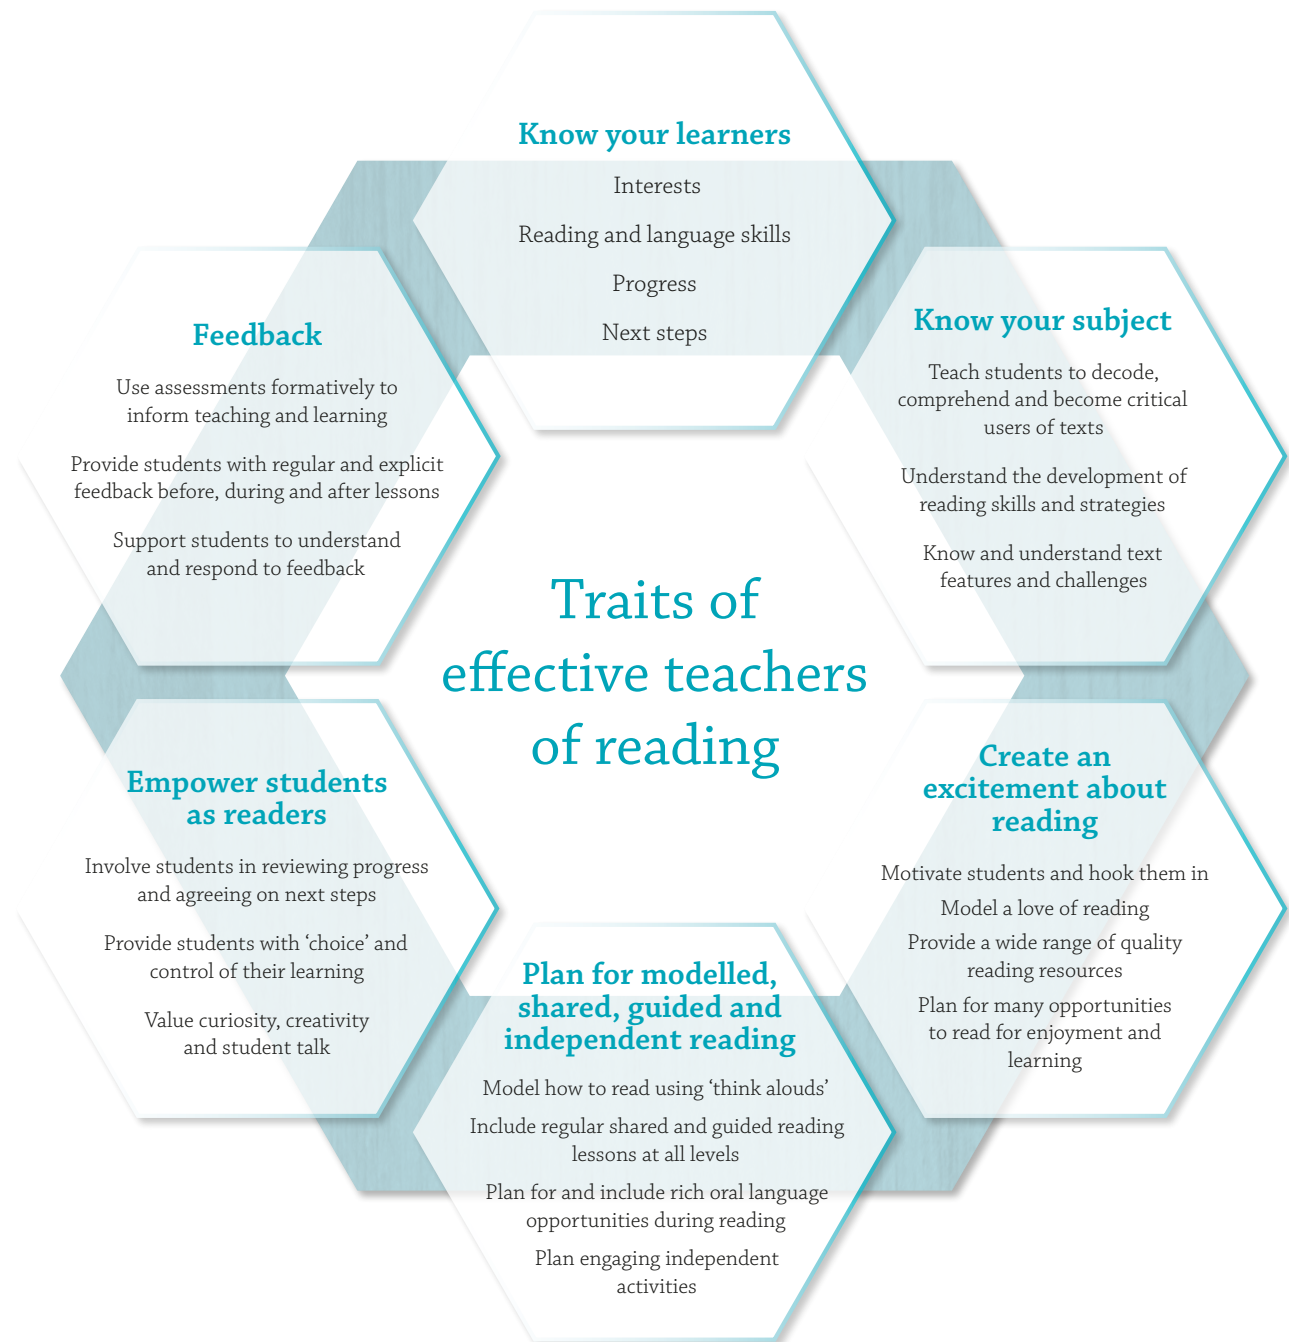 Traits of
effective teachers
of reading
Know your learners
Interests
Reading and language skills
Progress
Next steps
Know your subject
Teach students to decode,
comprehend and become critical
users of texts
Understand the development of
reading skills and strategies
Know and understand text
features and challenges
Create an
excitement about
reading
Motivate students and hook them in
Model a love of reading
Provide a wide range of quality
reading resources
Plan for many opportunities
to read for enjoyment and
learning
Plan for modelled,
shared, guided and
independent reading
Model how to read using ‘think alouds’
Include regular shared and guided reading
lessons at all levels
Plan for and include rich oral language
opportunities during reading
Plan engaging independent
activities
Empower students
as readers
Involve students in reviewing progress
and agreeing on next steps
Provide students with ‘choice’ and
control of their learning
Value curiosity, creativity
and student talk
Feedback
Use assessments formatively to
inform teaching and learning
Provide students with regular and explicit
feedback before, during and after lessons
Support students to understand
and respond to feedback